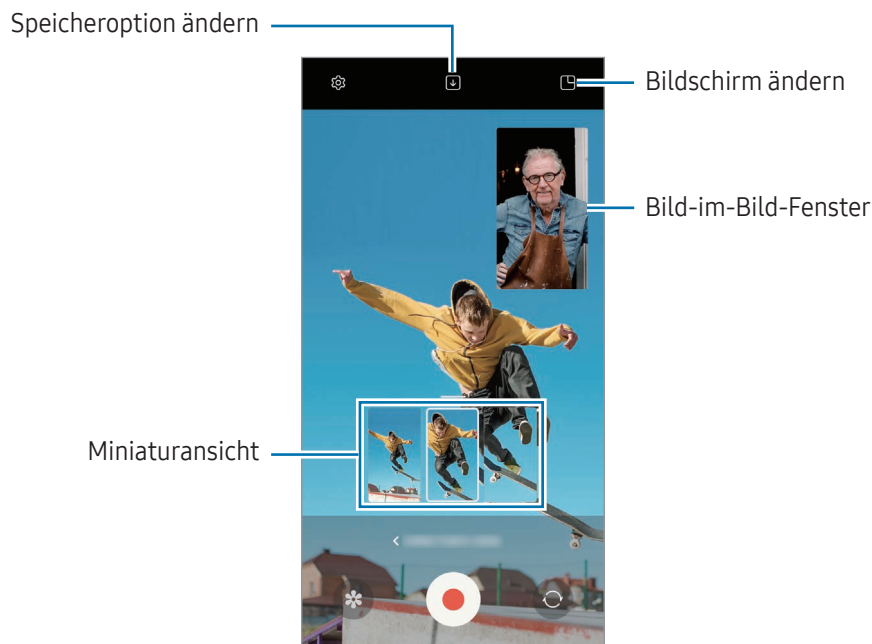 Speicheroption ändern
Bildschirm ändern
Bild-im-Bild-Fenster
Miniaturansicht